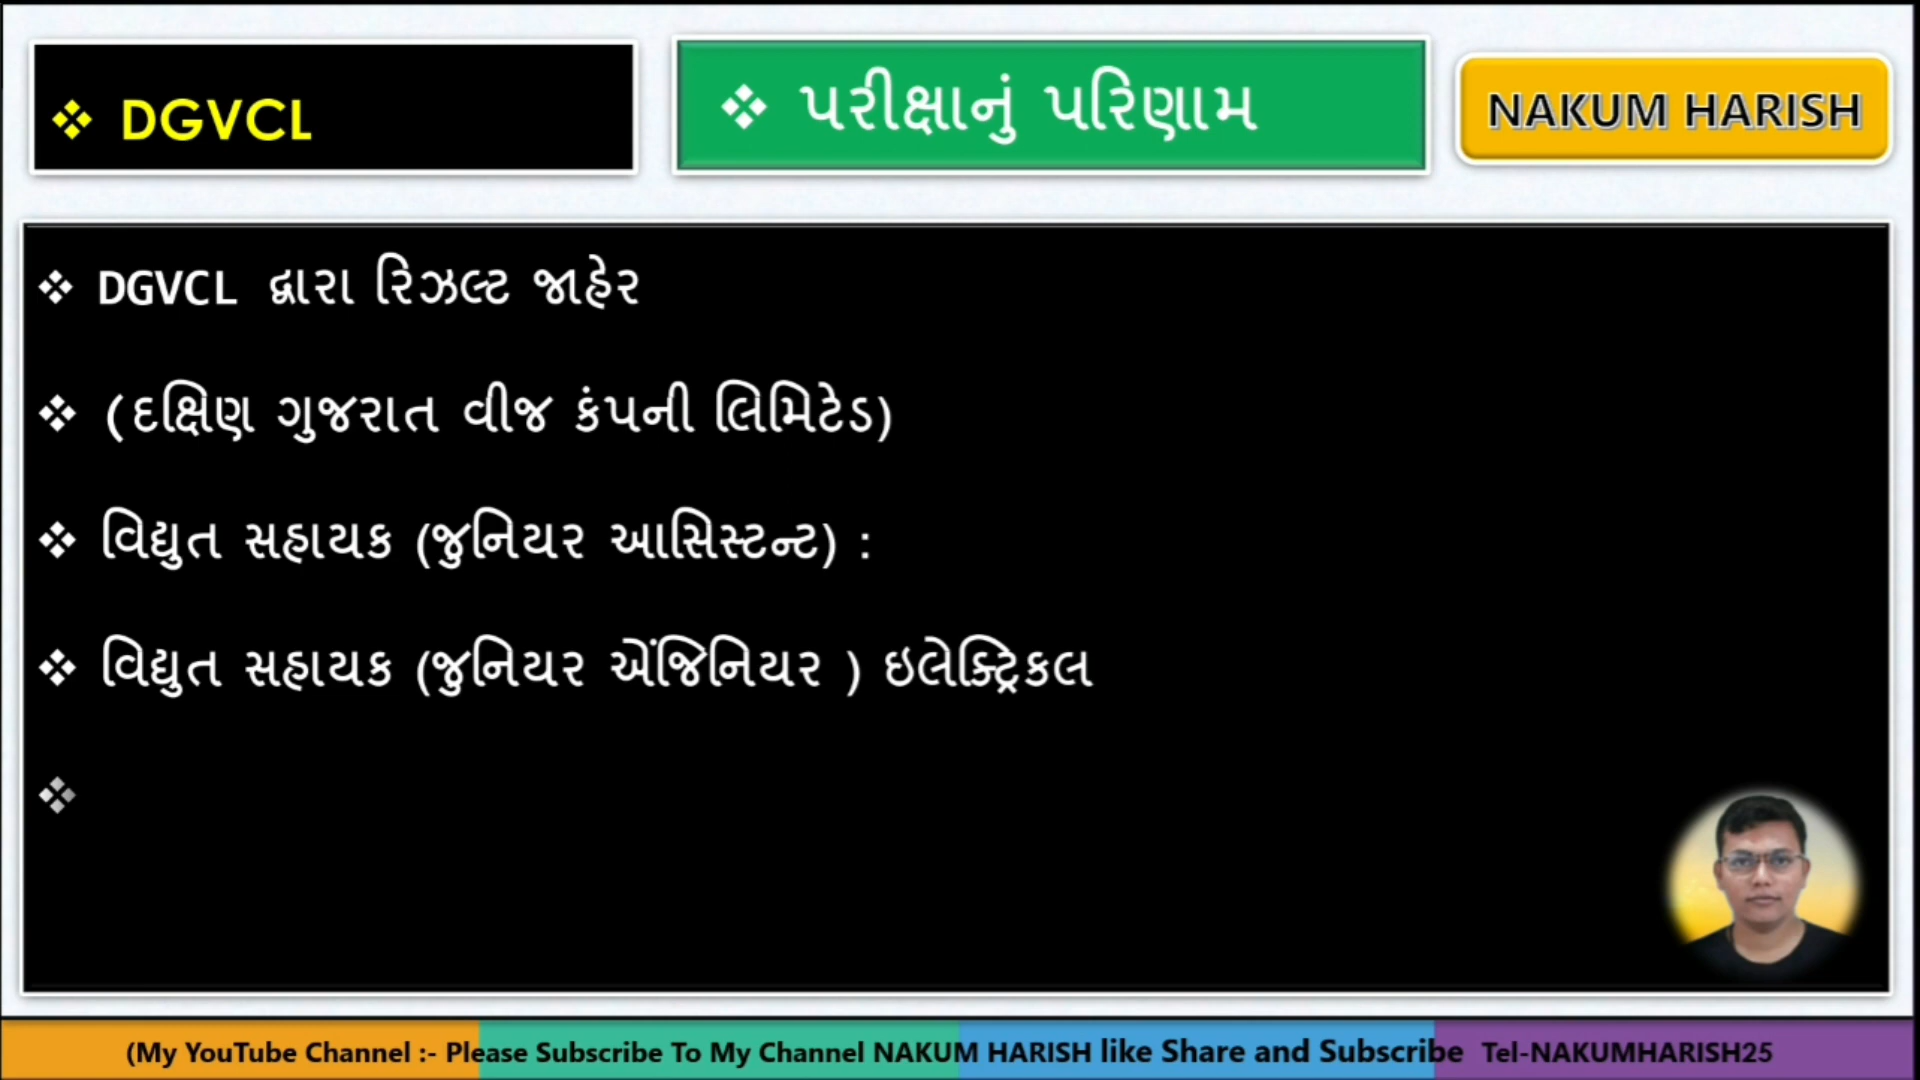 ❖ DGVCL
❖ પરીક્ષાનું પરિણામ
NAKUM HARISH
❖ DGVCL દ્વારા રિઝલ્ટ જાહેર
❖ (દક્ષિણ ગુજરાત વીજ કંપની લિમિટેડ)
❖ વિદ્યુત સહાયક (જુનિયર આસિસ્ટન્ટ) :
❖ વિદ્યુત સહાયક (જુનિયર એંજિનિયર ) ઇલેક્ટ્રિકલ
❖
(My YouTube Channel :- Please Subscribe To My Channel NAKUM HARISH like Share and Subscribe Tel-NAKUMHARISH25